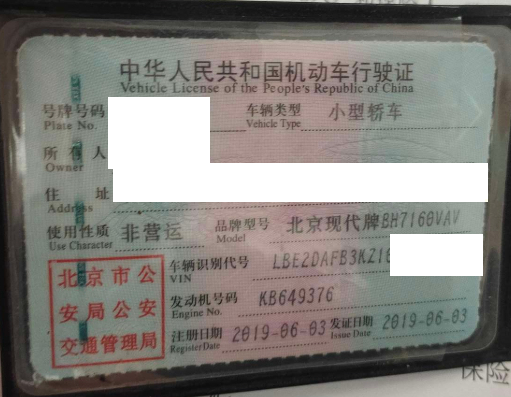 中华人民共和国机动车行驶证
Vehicle License of the People's Republic of China
号牌号码 车辆类型 小型轿车
Plate No. Vehicle Type
所有人
Owner
住 址
Address
使用性质 非营运 品牌型号 北京现代牌BH7160VAV
Use Character Model
车辆识别代号 LBE2DAFB3KZ16
VIN
发动机号码 KB649376
Engine No.
注册日期 2019-06-03 发证日期 2019-06-03
Register Date Issue Date
北京市公
安局公安
交通管理局
保险